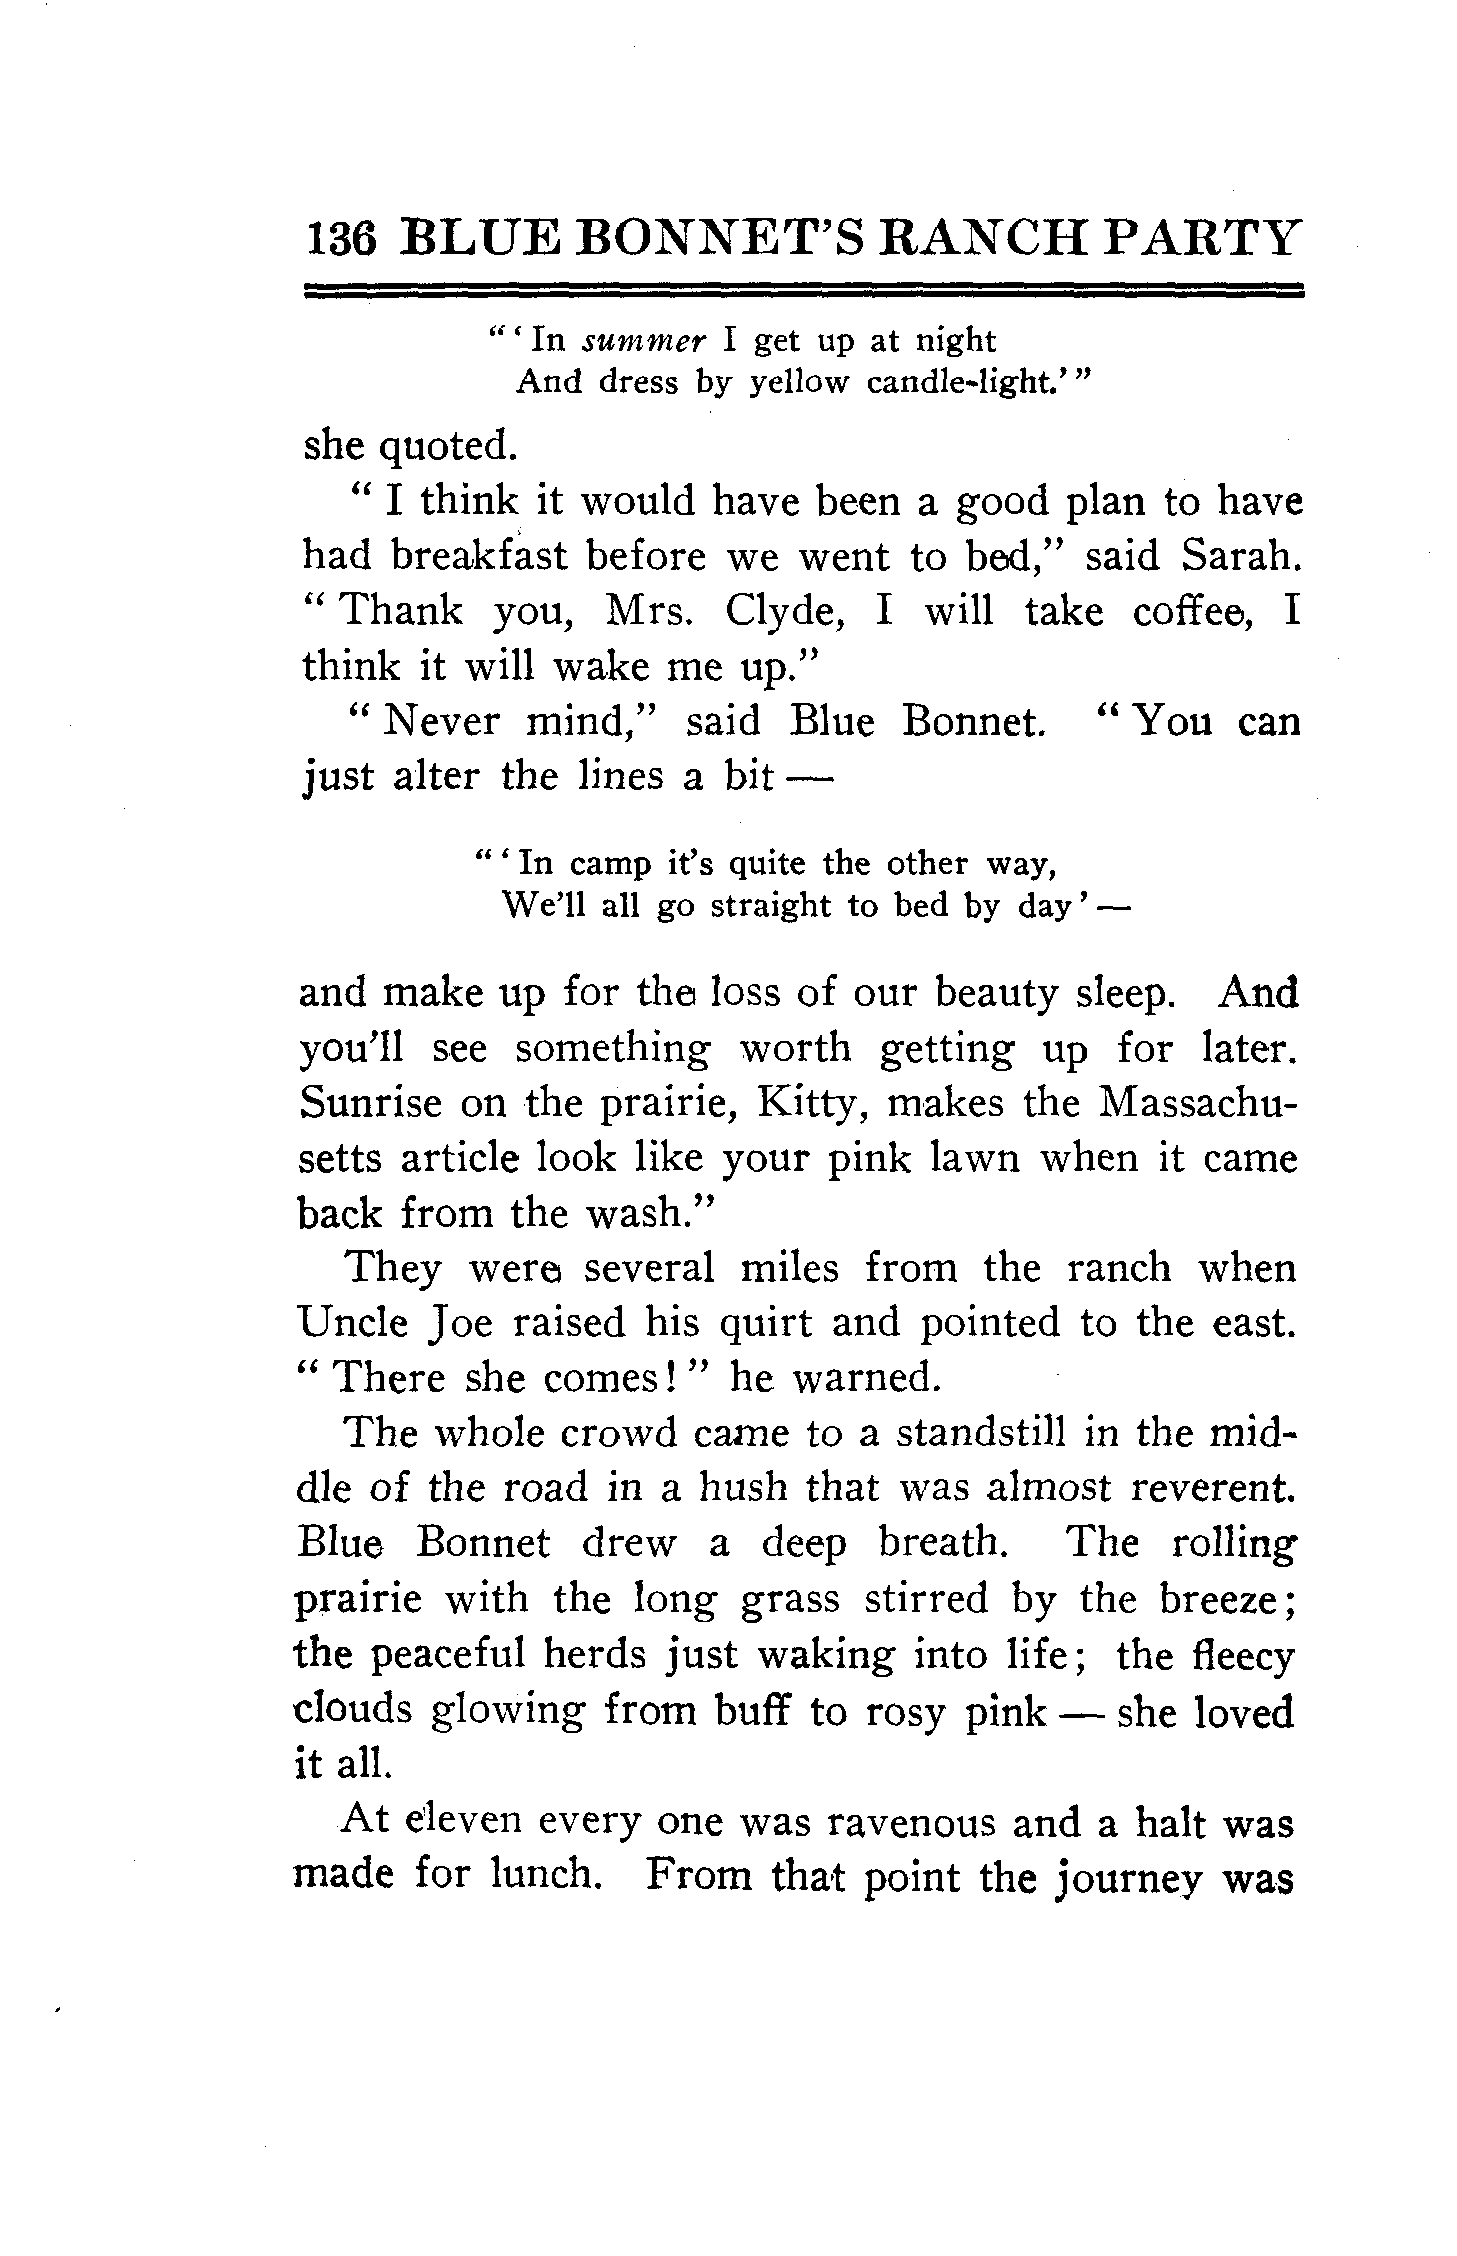 136 BLUE BONNET'S RANCH PARTY
"'In summer I get up at night
And dress by yellow candle-light.'"
she quoted.
"I think it would have been a good plan to have
had breakfast before we went to bed," said Sarah.
"Thank you, Mrs. Clyde, I will take coffee, I
think it will wake me up."
"Never mind," said Blue Bonnet. "You can
just alter the lines a bit —
"'In camp it's quite the other way,
We'll all go straight to bed by day' —
and make up for the loss of our beauty sleep. And
you'll see something worth getting up for later.
Sunrise on the prairie, Kitty, makes the Massachu-
setts article look like your pink lawn when it came
back from the wash."
They were several miles from the ranch when
Uncle Joe raised his quirt and pointed to the east.
"There she comes!" he warned.
The whole crowd came to a standstill in the mid-
dle of the road in a hush that was almost reverent.
Blue Bonnet drew a deep breath. The rolling
prairie with the long grass stirred by the breeze;
the peaceful herds just waking into life; the fleecy
clouds glowing from buff to rosy pink — she loved
it all.
At eleven every one was ravenous and a halt was
made for lunch. From that point the journey was